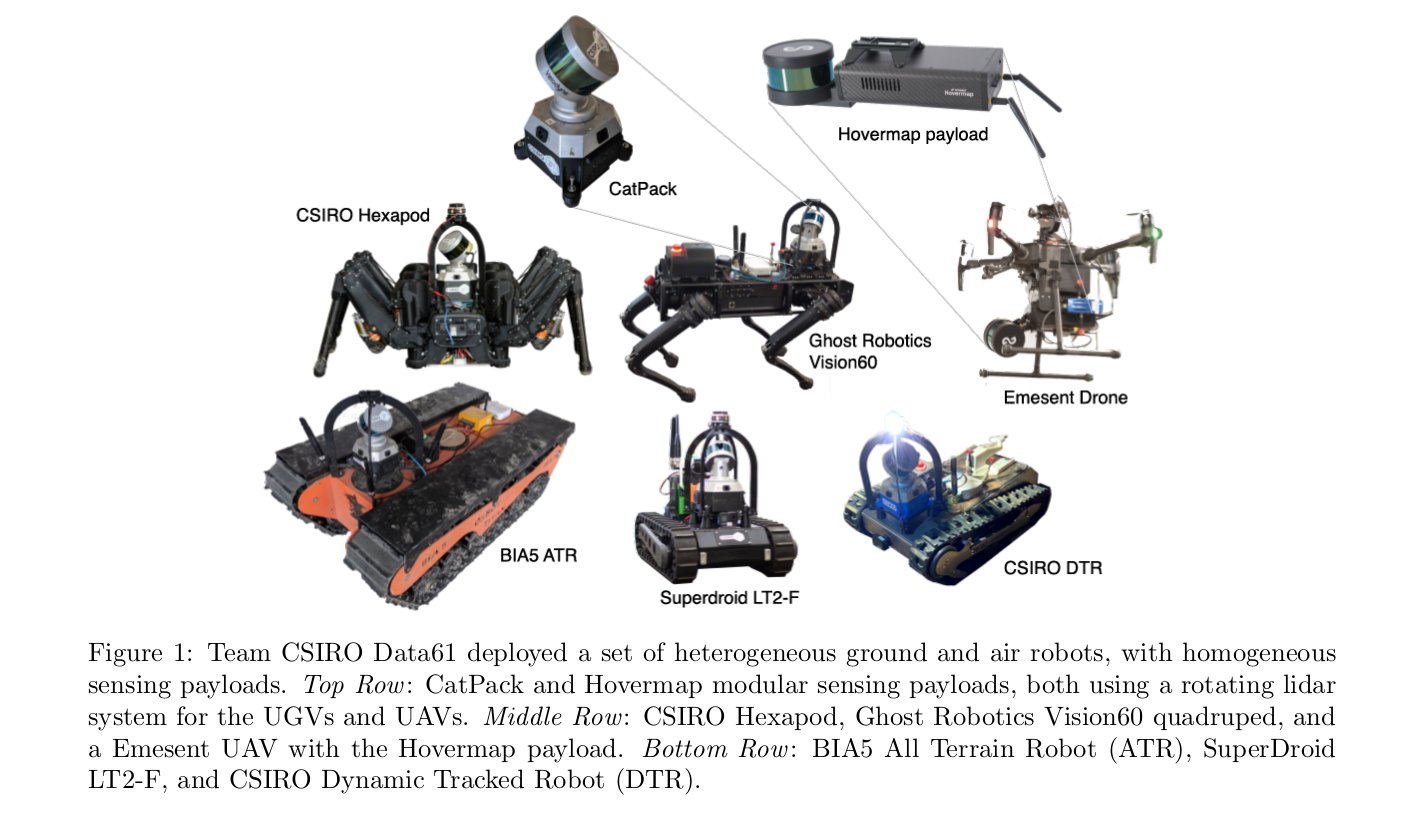 Hovermap
Hovermap payload
CatPack
CSIRO Hexapod
Ghost Robotics
Vision60
Emesent Drone
BIA5 ATR
Superdroid LT2-F
CSIRO DTR
Figure 1: Team CSIRO Data61 deployed a set of heterogeneous ground and air robots, with homogeneous
sensing payloads. Top Row: CatPack and Hovermap modular sensing payloads, both using a rotating lidar
system for the UGVs and UAVs. Middle Row: CSIRO Hexapod, Ghost Robotics Vision60 quadruped, and
a Emesent UAV with the Hovermap payload. Bottom Row: BIA5 All Terrain Robot (ATR), SuperDroid
LT2-F, and CSIRO Dynamic Tracked Robot (DTR).